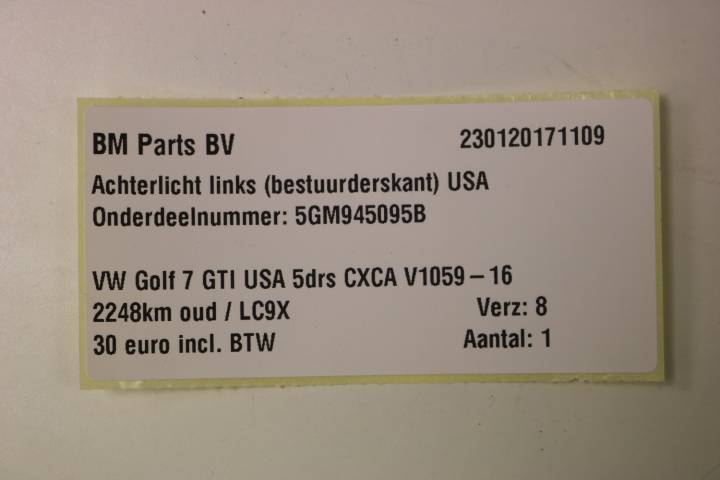 BM Parts BV 230120171109
Achterlicht links (bestuurderskant) USA
Onderdeelnummer: 5GM945095B
VW Golf 7 GTI USA 5drs CXCA V1059 – 16
2248km oud / LC9X Verz: 8
30 euro incl. BTW Aantal: 1